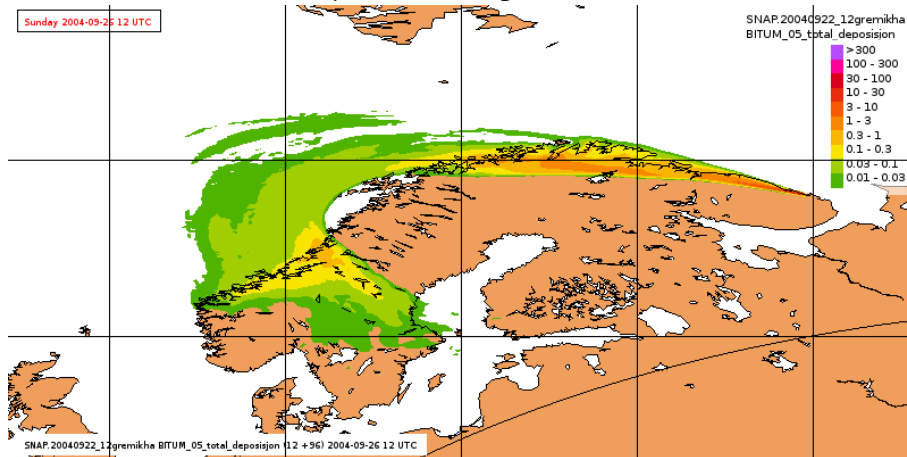 Sunday 2004-09-26 12 UTC
SNAP.20040922_12gremikha
BITUM_05_total_deposisjon
>300
100 - 300
30 - 100
10 - 30
3 - 10
1 - 3
0.3 - 1
0.1 - 0.3
0.03 - 0.1
0.01 - 0.03
SNAP.20040922_12gremikha BITUM_05_total_deposisjon (12 +96) 2004-09-26 12 UTC